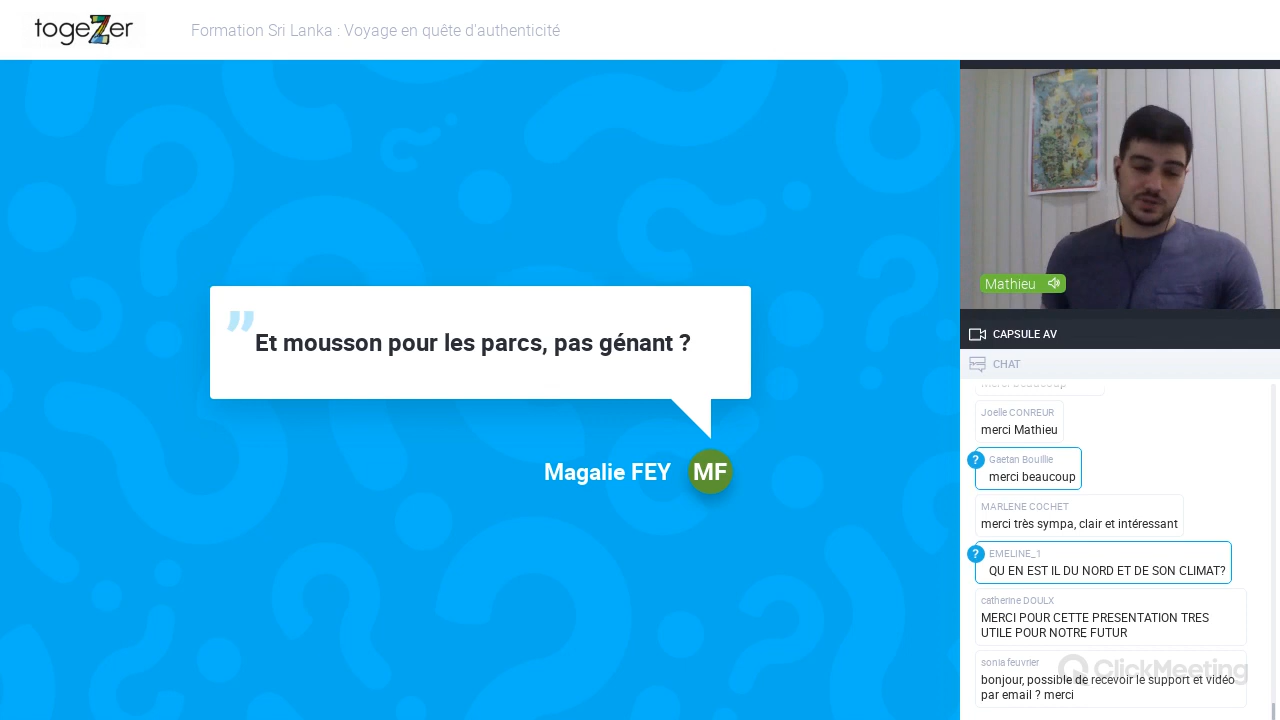 togeZer
Formation Sri Lanka : Voyage en quête d'authenticité
Et mousson pour les parcs, pas génant ?
Magalie FEY
MF
Mathieu
CAPSULE AV
CHAT
Merci beaucoup
Joelle CONREUR
merci Mathieu
?
Gaetan Bouillie
merci beaucoup
MARLENE COCHET
merci très sympa, clair et intéressant
?
EMELINE_1
QU EN EST IL DU NORD ET DE SON CLIMAT?
catherine DOULX
MERCI POUR CETTE PRESENTATION TRES
UTILE POUR NOTRE FUTUR
sonia feuvrier
bonjour, possible de recevoir le support et vidéo
par email ? merci
ClickMeeting